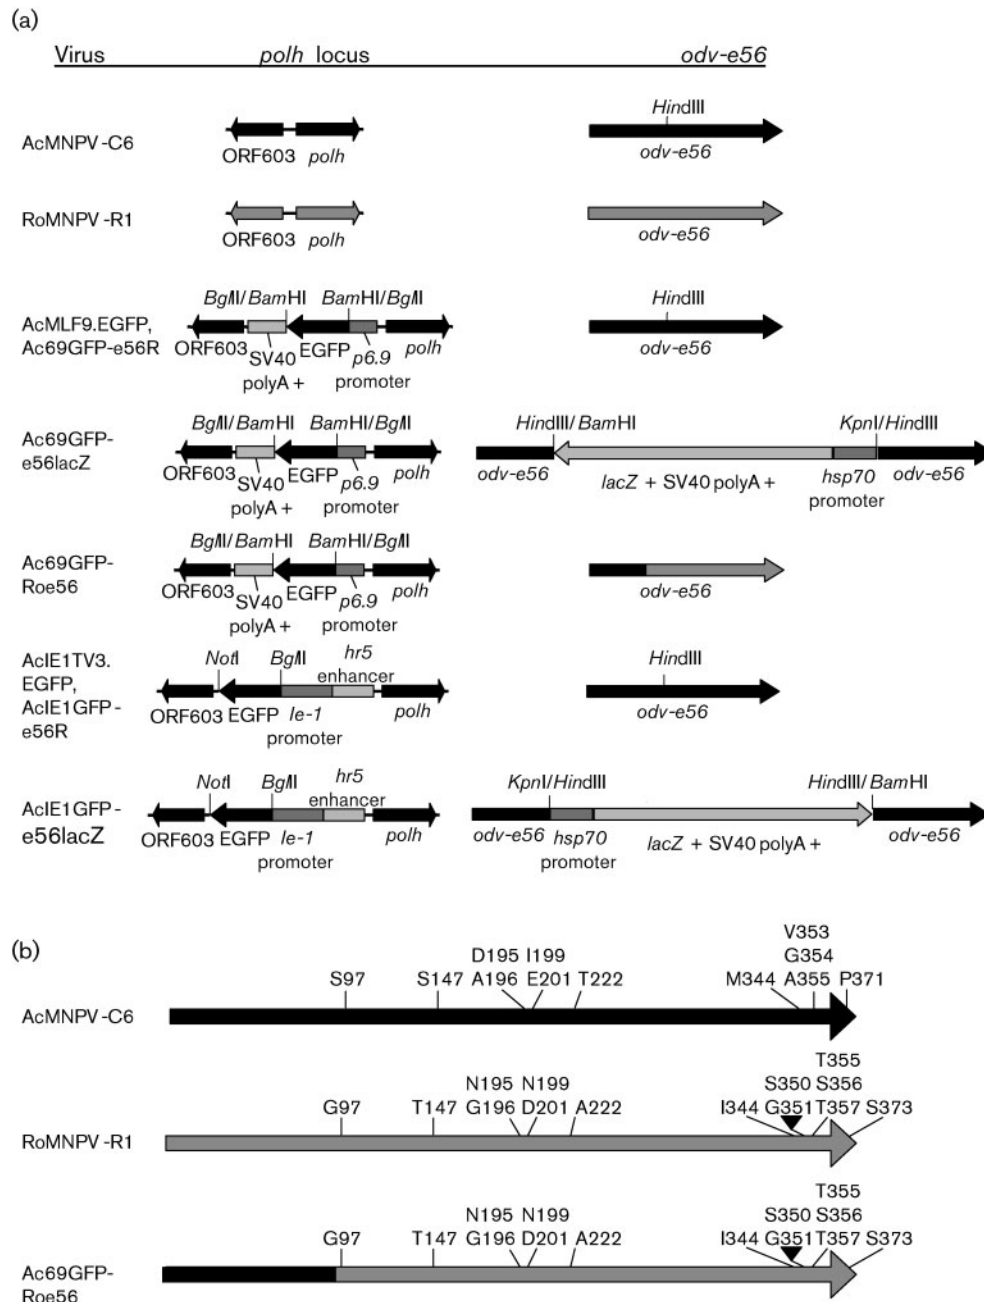 (a)
Virus polh locus odv-e56
HindIII
AcMNPV-C6
ORF603 polh odv-e56
RoMNPV-R1
ORF603 polh odv-e56
BglII/BamHI BamHI/BglII HindIII
AcMLF9.EGFP,
Ac69GFP-e56R
ORF603 SV40 polyA + EGFP p6.9 promoter polh odv-e56
BglII/BamHI BamHI/BglII HindIII/BamHI KpnI/HindIII
Ac69GFP-
e56lacZ
ORF603 SV40 polyA + EGFP p6.9 promoter polh odv-e56 lacZ + SV40 polyA + hsp70 promoter odv-e56
BglII/BamHI BamHI/BglII
Ac69GFP-
Roe56
ORF603 SV40 polyA + EGFP p6.9 promoter polh odv-e56
AcIE1TV3.
EGFP,
AcIE1GFP-
e56R
NotI BglII hr5 enhancer HindIII
ORF603 EGFP Ie-1 promoter polh odv-e56
NotI BglII hr5 enhancer KpnI/HindIII HindIII/BamHI
AcIE1GFP-
e56lacZ
ORF603 EGFP Ie-1 promoter polh odv-e56 hsp70 promoter lacZ + SV40 polyA + odv-e56
(b)
V353
D195 I199 G354
S97 S147 A196 E201 T222 M344 A355 P371
AcMNPV-C6
T355
N195 N199 S350 S356
G97 T147 G196 D201 A222 I344 G351 T357 S373
RoMNPV-R1
T355
N195 N199 S350 S356
G97 T147 G196 D201 A222 I344 G351 T357 S373
Ac69GFP-
Roe56